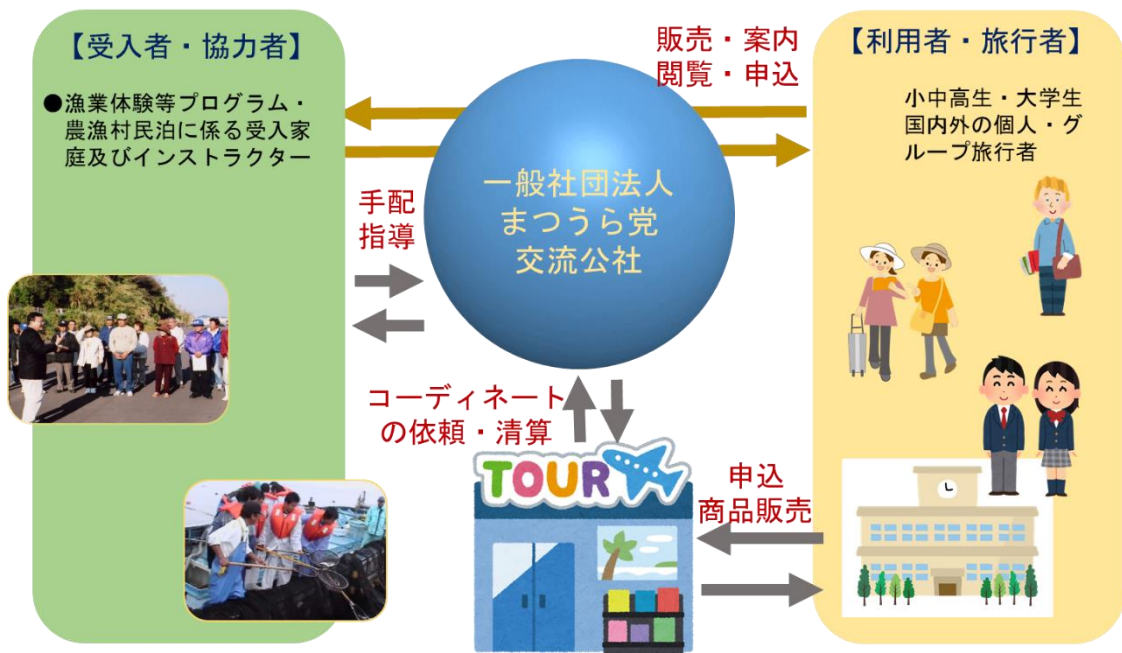 【受入者・協力者】
●漁業体験等プログラム・
農漁村民泊に係る受入家
庭及びインストラクター
販売・案内
閲覧・申込
【利用者・旅行者】
小中高生・大学生
国内外の個人・グ
ループ旅行者
一般社団法人
まつうら党
交流公社
手配
指導
コーディネート
の依頼・清算
TOUR
申込
商品販売